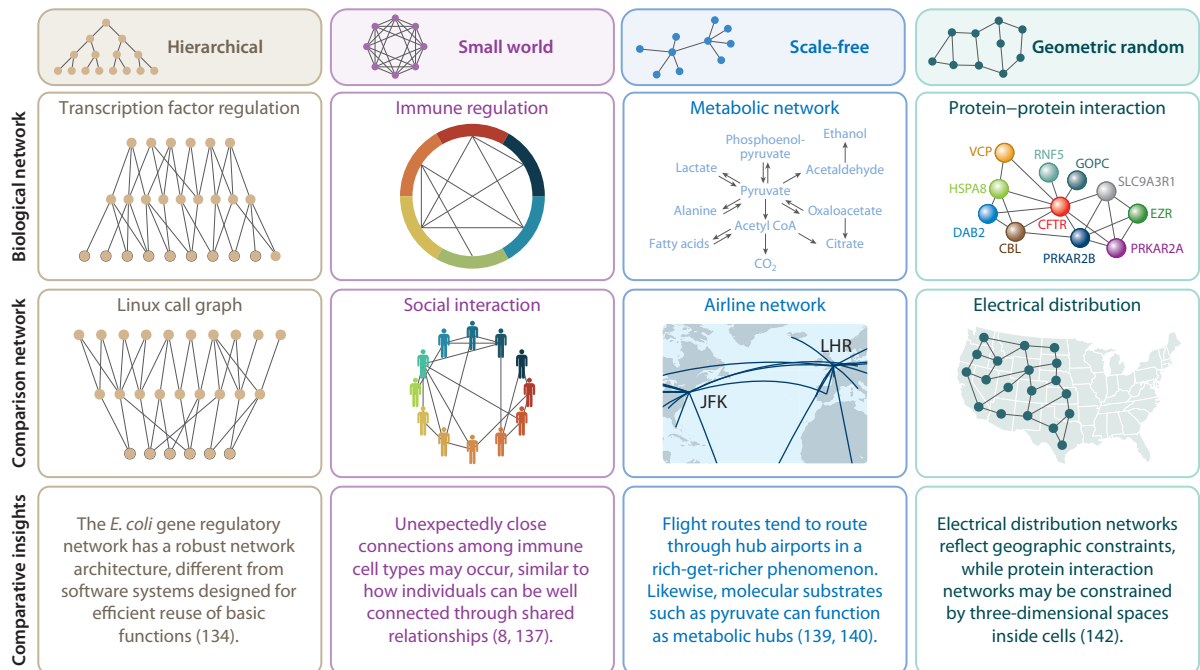 Hierarchical
Small world
Scale-free
Geometric random
Biological network
Transcription factor regulation
Immune regulation
Metabolic network
Phosphoenol-
pyruvate
Ethanol
Lactate
Acetaldehyde
Pyruvate
Alanine
Oxaloacetate
Acetyl CoA
Fatty acids
Citrate
CO₂
Protein–protein interaction
VCP
RNF5
GOPC
SLC9A3R1
HSPA8
EZR
DAB2
CFTR
CBL
PRKAR2B
PRKAR2A
Comparison network
Linux call graph
Social interaction
Airline network
LHR
JFK
Electrical distribution
Comparative insights
The E. coli gene regulatory
network has a robust network
architecture, different from
software systems designed for
efficient reuse of basic
functions (134).
Unexpectedly close
connections among immune
cell types may occur, similar to
how individuals can be well
connected through shared
relationships (8, 137).
Flight routes tend to route
through hub airports in a
rich-get-richer phenomenon.
Likewise, molecular substrates
such as pyruvate can function
as metabolic hubs (139, 140).
Electrical distribution networks
reflect geographic constraints,
while protein interaction
networks may be constrained
by three-dimensional spaces
inside cells (142).